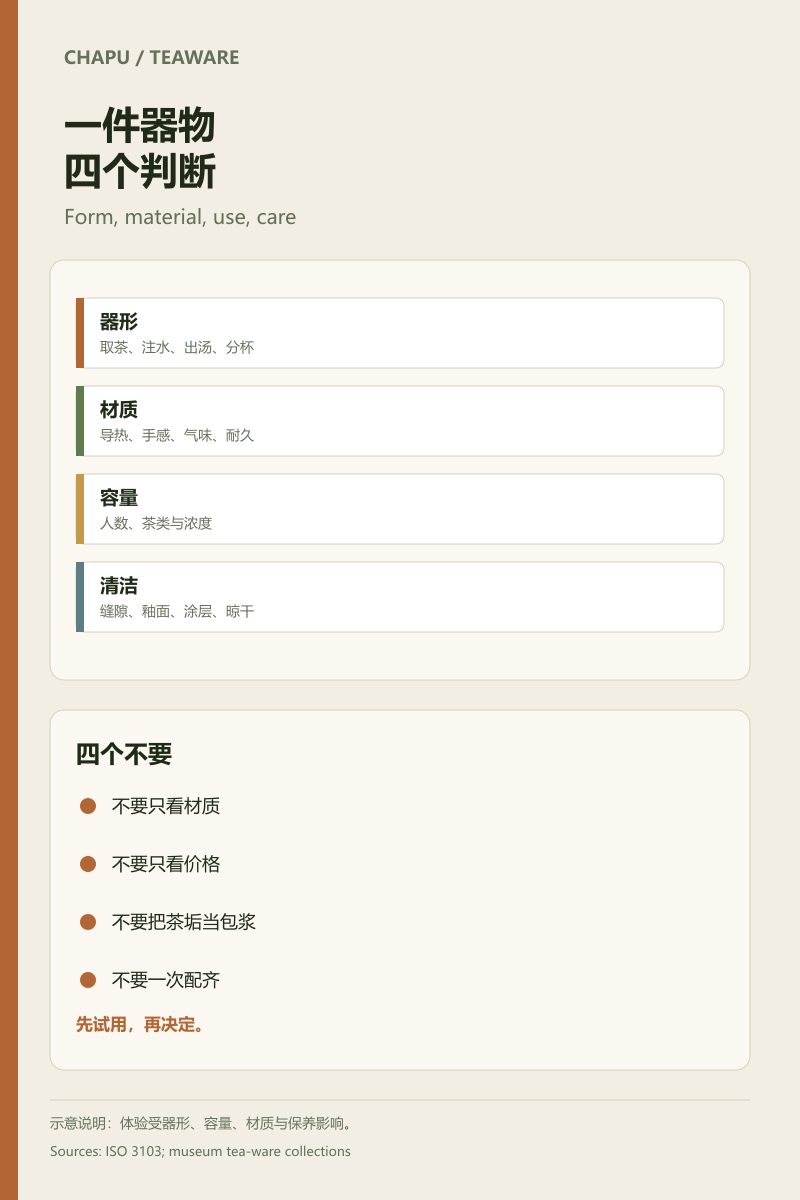 CHAPU / TEAWARE
一件器物
四个判断
Form, material, use, care
器形
取茶、注水、出汤、分杯
材质
导热、手感、气味、耐久
容量
人数、茶类与浓度
清洁
缝隙、釉面、涂层、晾干
四个不要
不要只看材质
不要只看价格
不要把茶垢当包浆
不要一次配齐
先试用，再决定。
示意说明：体验受器形、容量、材质与保养影响。
Sources: ISO 3103; museum tea-ware collections